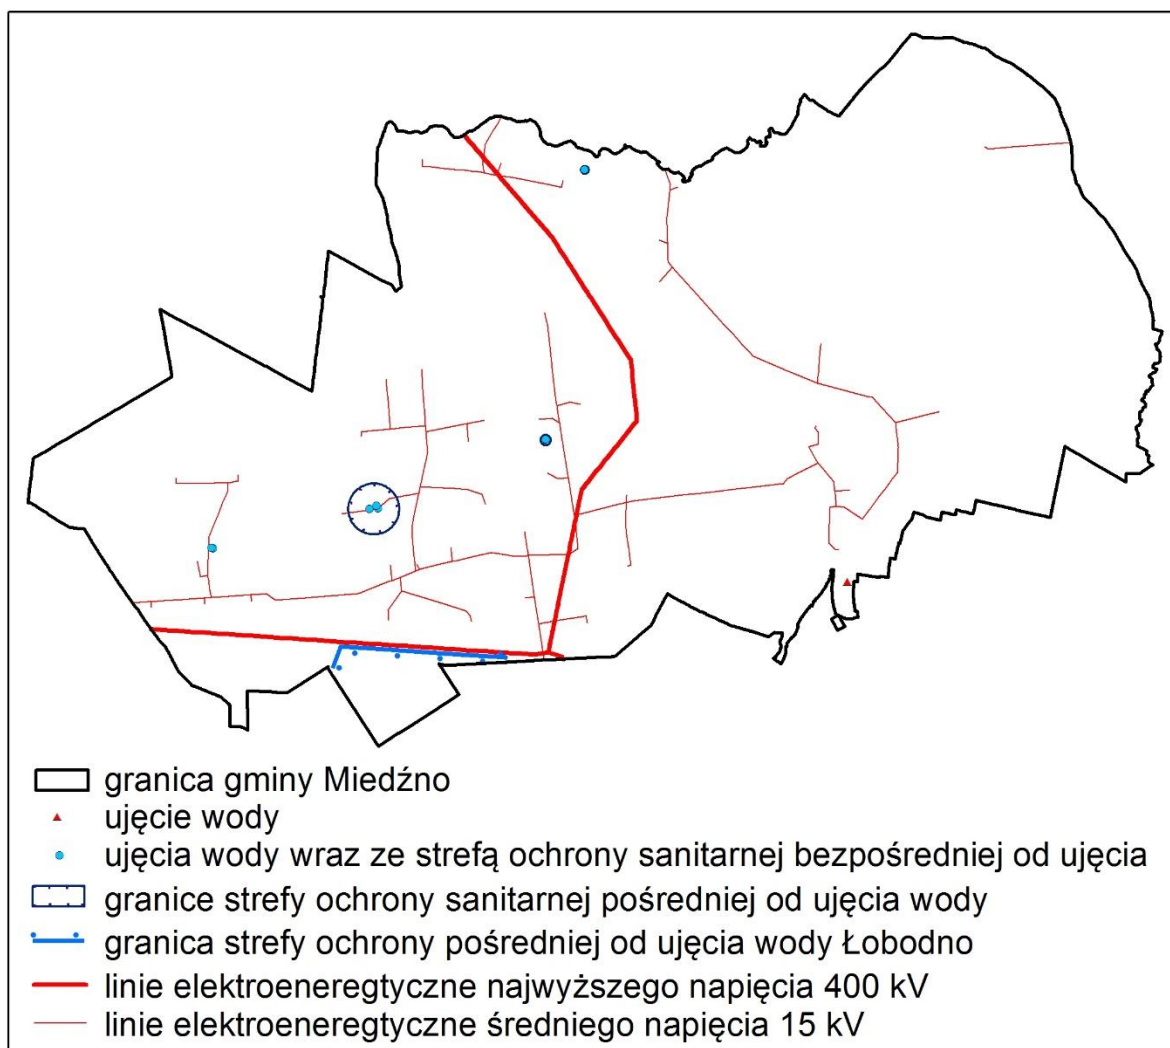 granica gminy Miedźno
ujęcie wody
ujęcia wody wraz ze strefą ochrony sanitarnej bezpośredniej od ujęcia
granice strefy ochrony sanitarnej pośredniej od ujęcia wody
granica strefy ochrony pośredniej od ujęcia wody Łobodno
linie elektroeneregtyczne najwyższego napięcia 400 kV
linie elektroeneregtyczne średniego napięcia 15 kV